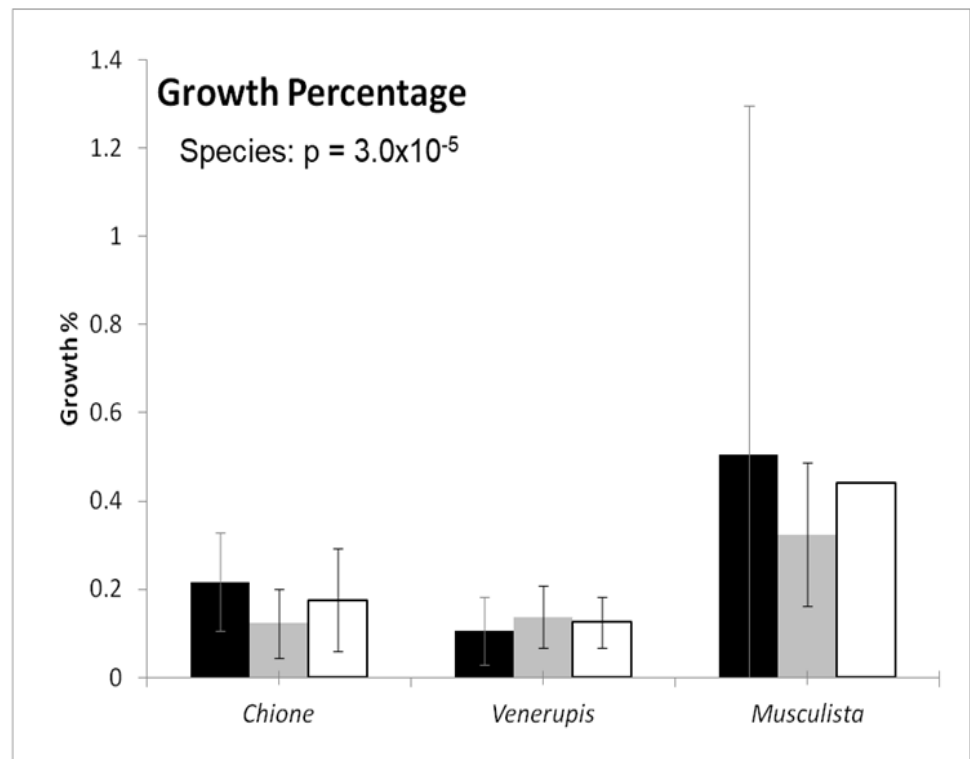 Growth Percentage
Species: p = 3.0x10⁻⁵
Growth %
1.4
1.2
1
0.8
0.6
0.4
0.2
0
Chione Venerupis Musculista